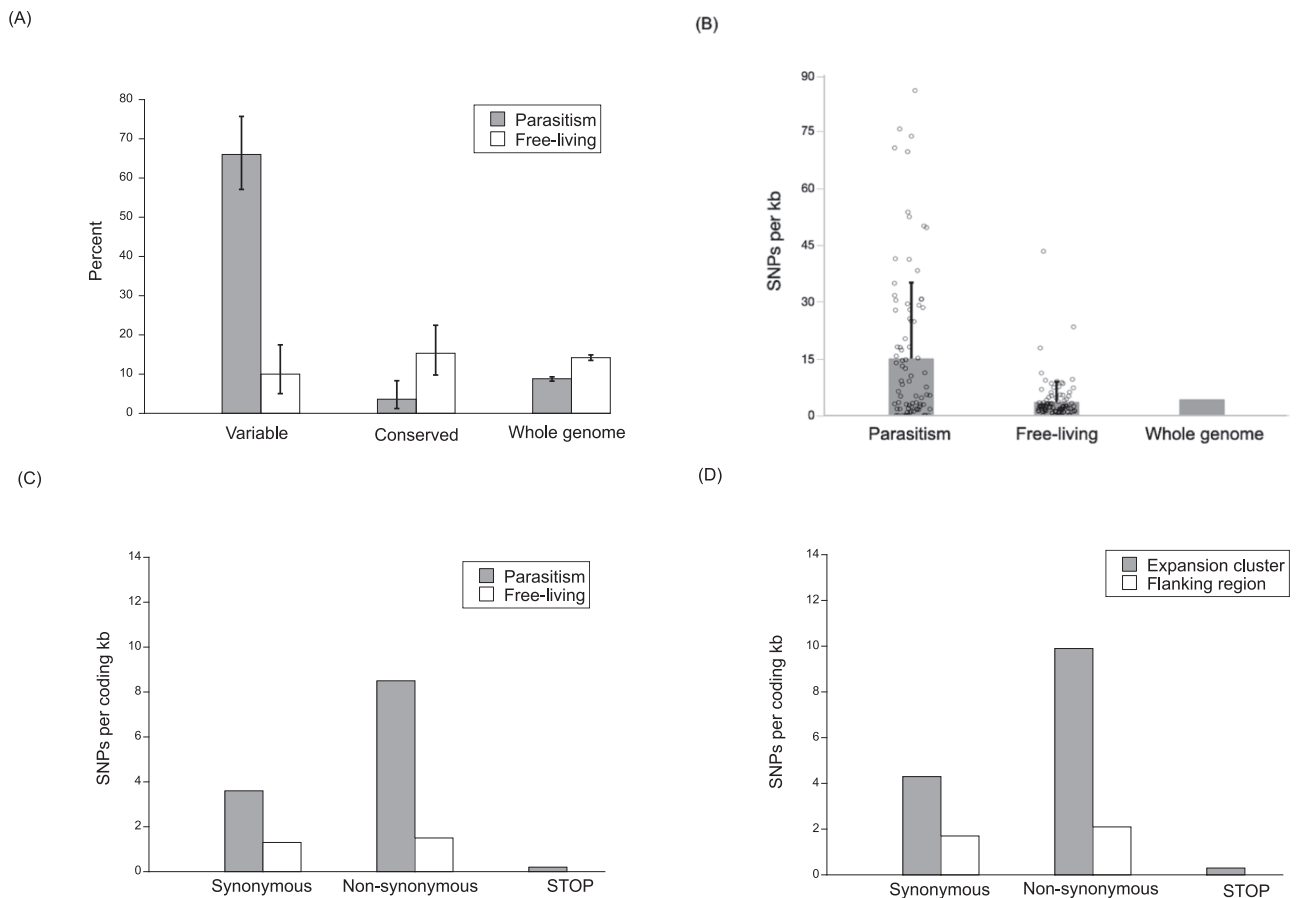 (A)
80
70
60
50
40
30
20
10
0
Percent
Parasitism
Free-living
Variable
Conserved
Whole genome
(B)
90
75
60
45
30
15
0
SNPs per kb
Parasitism
Free-living
Whole genome
(C)
14
12
10
8
6
4
2
0
SNPs per coding kb
Parasitism
Free-living
Synonymous
Non-synonymous
STOP
(D)
14
12
10
8
6
4
2
0
SNPs per coding kb
Expansion cluster
Flanking region
Synonymous
Non-synonymous
STOP